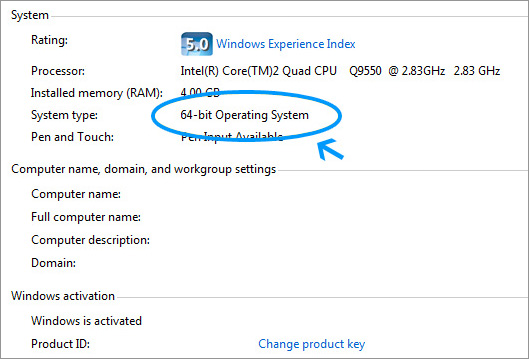 System
Rating: 5.0 Windows Experience Index
Processor: Intel(R) Core(TM)2 Quad CPU Q9550 @ 2.83GHz 2.83 GHz
Installed memory (RAM): 4.00 GB
System type: 64-bit Operating System
Pen and Touch: Pen Input Available
Computer name, domain, and workgroup settings
Computer name:
Full computer name:
Computer description:
Domain:
Windows activation
Windows is activated
Product ID: Change product key